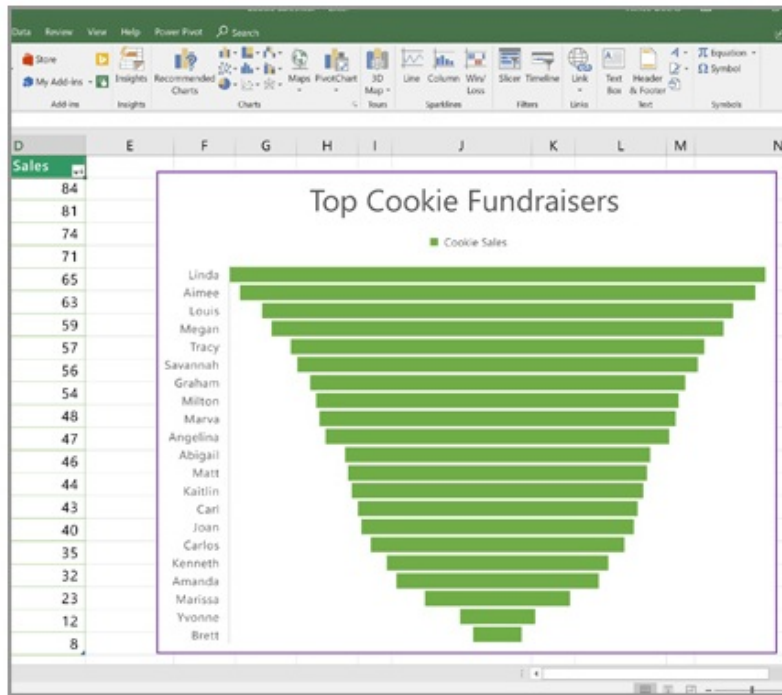 Data Review View Help Power Pivot Search
Store
My Add-ins
Insights
Recommended Charts
Maps
PivotChart
3D Map
Line
Column
Win/Loss
Slicer
Timeline
Link
Text Box
Header & Footer
Equation
Symbol
Add-ins Insights Charts Tours Sparklines Filters Links Text Symbols
D E F G H I J K L M N
Sales
84
81
74
71
65
63
59
57
56
54
48
47
46
44
43
40
35
32
23
12
8
Top Cookie Fundraisers
Cookie Sales
Linda
Aimee
Louis
Megan
Tracy
Savannah
Graham
Milton
Marva
Angelina
Abigail
Matt
Kaitlin
Carl
Joan
Carlos
Kenneth
Amanda
Marissa
Yvonne
Brett